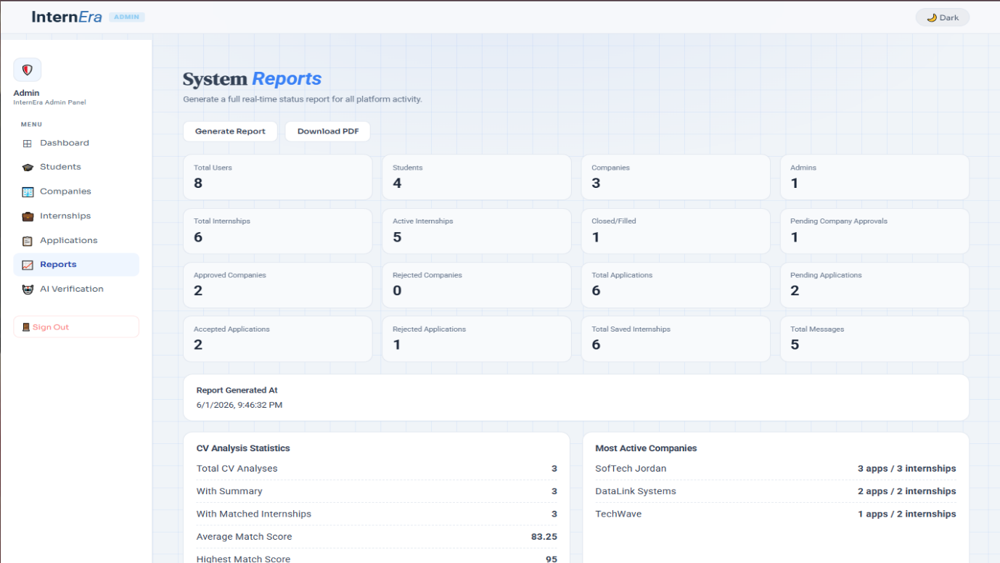 InternEra ADMIN
Dark
Admin
InternEra Admin Panel
MENU
Dashboard
Students
Companies
Internships
Applications
Reports
AI Verification
Sign Out
System Reports
Generate a full real-time status report for all platform activity.
Generate Report Download PDF
Total Users
8
Students
4
Companies
3
Admins
1
Total Internships
6
Active Internships
5
Closed/Filled
1
Pending Company Approvals
1
Approved Companies
2
Rejected Companies
0
Total Applications
6
Pending Applications
2
Accepted Applications
2
Rejected Applications
1
Total Saved Internships
6
Total Messages
5
Report Generated At
6/1/2026, 9:46:32 PM
CV Analysis Statistics
Total CV Analyses 3
With Summary 3
With Matched Internships 3
Average Match Score 83.25
Highest Match Score 95
Most Active Companies
SofTech Jordan 3 apps / 3 internships
DataLink Systems 2 apps / 2 internships
TechWave 1 apps / 2 internships